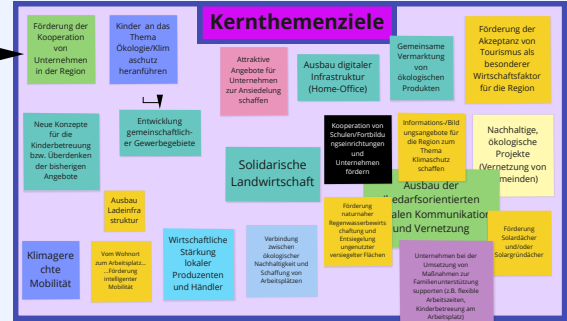 Kernthemenziele
Förderung der
Kooperation
von
Unternehmen
in der Region
Kinder an das
Thema
Ökologie/Klim
aschutz
heranführen
Attraktive
Angebote für
Unternehmen
zur Ansiedelung
schaffen
Ausbau digitaler
Infrastruktur
(Home-Office)
Gemeinsame
Vermarktung
von
ökologischen
Produkten
Förderung der
Akzeptanz von
Tourismus als
besonderer
Wirtschaftsfaktor
für die Region
Neue Konzepte
für die
Kinderbetreuung
bzw. Überdenken
der bisherigen
Angebote
Entwicklung
gemeinschaftlich-
er Gewerbegebiete
Solidarische
Landwirtschaft
Kooperation von
Schulen/Fortbildu
ngseinrichtungen
und
Unternehmen
fördern
Informations-/Bild
ungsangebote für
die Region zum
Thema
Klimaschutz
schaffen
Nachhaltige,
ökologische
Projekte
(Vernetzung von
meinden)
Ausbau der
edarfsorientierten
alen Kommunikation
und Vernetzung
Ausbau
Ladeinfra
struktur
Klimagere
chte
Mobilität
Vom Wohnort
zum Arbeitsplatz...
...Förderung
intelligenter
Mobilität
Wirtschaftliche
Stärkung
lokaler
Produzenten
und Händler
Verbindung
zwischen
ökologischer
Nachhaltigkeit und
Schaffung von
Arbeitsplätzen
Förderung
naturnaher
Regenwasserbewirts
chaftung und
Entsiegelung
ungenutzter
versiegelter Flächen
Unternehmen bei der
Umsetzung von
Maßnahmen zur
Familienunterstützung
supporten (z.B. flexible
Arbeitszeiten,
Kinderbetreuung am
Arbeitsplatz)
Förderung
Solardächer
und/oder
Solargründächer